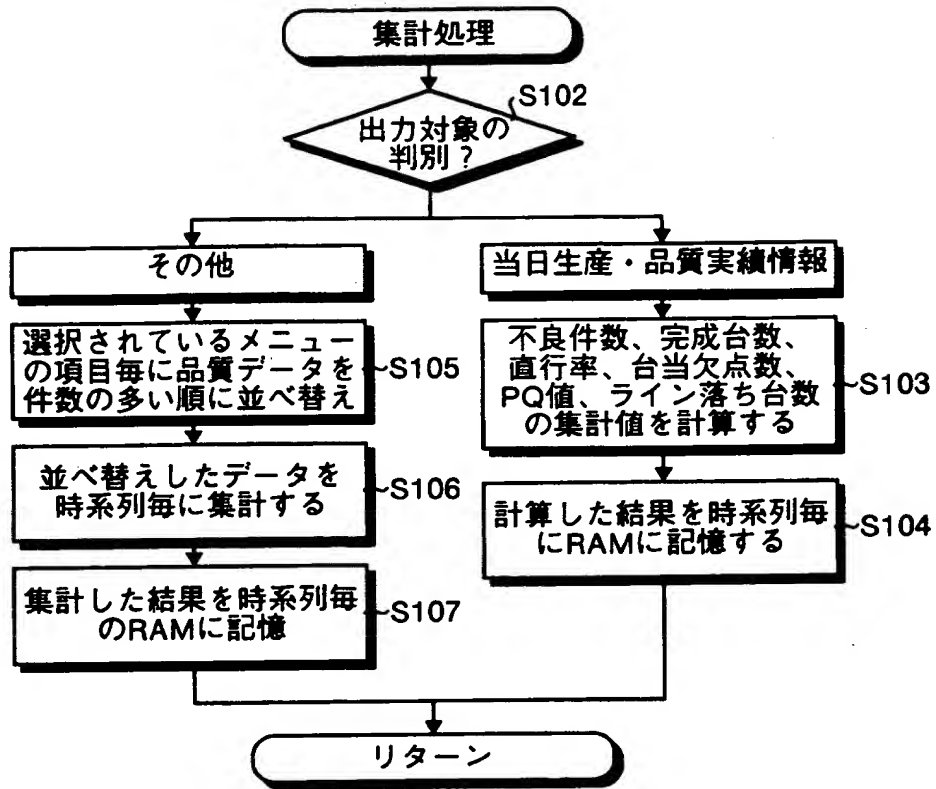 集計処理
S102
出力対象の
判別?
その他
選択されているメニュー
の項目毎に品質データを
件数の多い順に並べ替え
S105
並べ替えしたデータを
時系列毎に集計する
S106
集計した結果を時系列毎
のRAMに記憶
S107
当日生産・品質実績情報
不良件数、完成台数、
直行率、台当欠点数、
PQ値、ライン落ち台数
の集計値を計算する
S103
計算した結果を時系列毎
にRAMに記憶する
S104
リターン